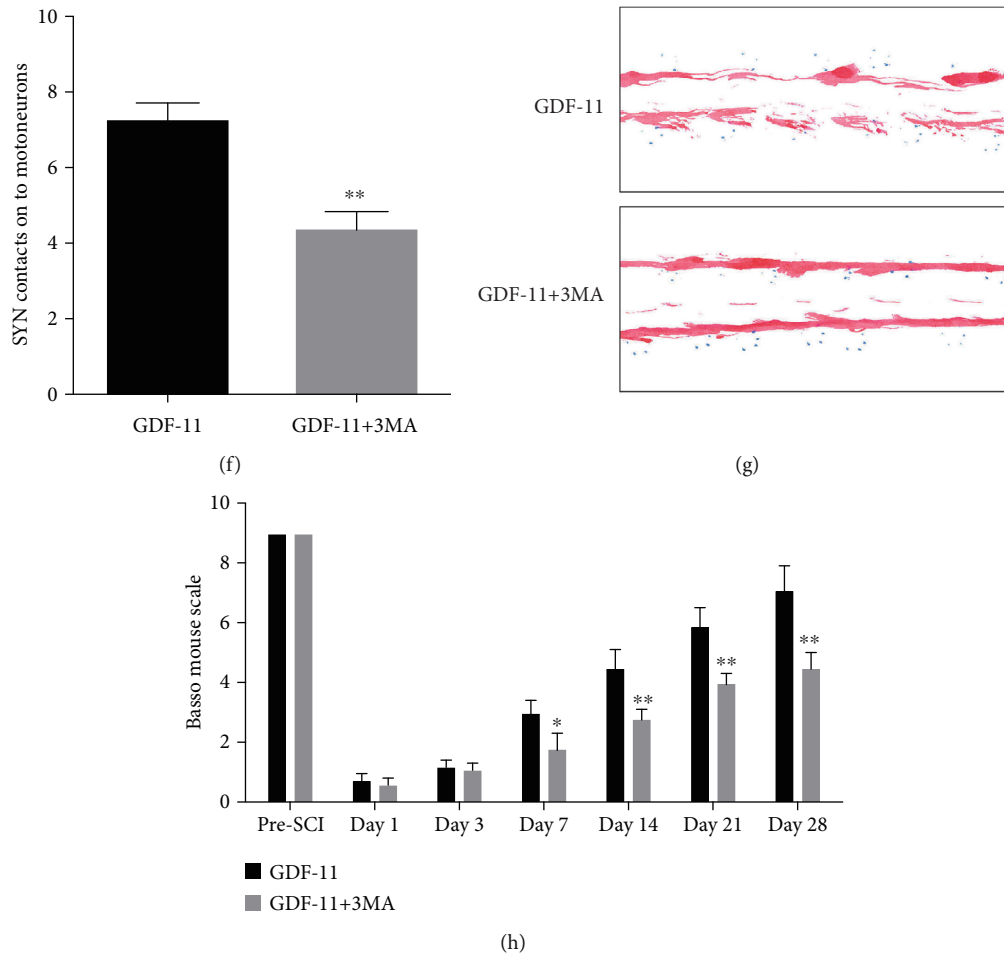 10
8
6
4
2
0
SYN contacts on to motoneurons
**
GDF-11
GDF-11+3MA
(f)
GDF-11
GDF-11+3MA
(g)
10
8
6
4
2
0
Basso mouse scale
*
**
**
**
Pre-SCI
Day 1
Day 3
Day 7
Day 14
Day 21
Day 28
GDF-11
GDF-11+3MA
(h)